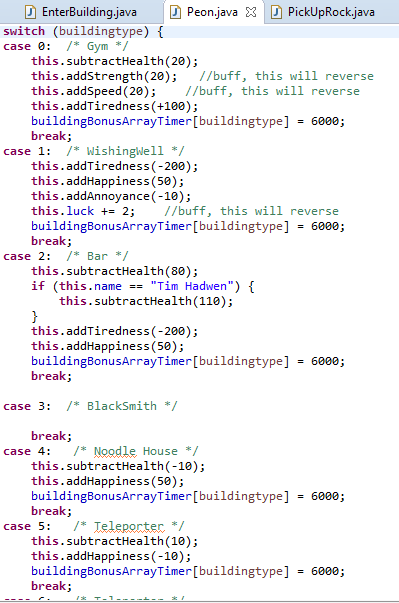 EnterBuilding.java Peon.java PickUpRock.java
switch (buildingtype) {
case 0: /* Gym */
this.subtractHealth(20);
this.addStrength(20); //buff, this will reverse
this.addSpeed(20); //buff, this will reverse
this.addTiredness(+100);
buildingBonusArrayTimer[buildingtype] = 6000;
break;
case 1: /* WishingWell */
this.addTiredness(-200);
this.addHappiness(50);
this.addAnnoyance(-10);
this.luck += 2; //buff, this will reverse
buildingBonusArrayTimer[buildingtype] = 6000;
break;
case 2: /* Bar */
this.subtractHealth(80);
if (this.name == "Tim Hadwen") {
this.subtractHealth(110);
}
this.addTiredness(-200);
this.addHappiness(50);
buildingBonusArrayTimer[buildingtype] = 6000;
break;
case 3: /* BlackSmith */
break;
case 4: /* Noodle House */
this.subtractHealth(-10);
this.addHappiness(50);
buildingBonusArrayTimer[buildingtype] = 6000;
break;
case 5: /* Teleporter */
this.subtractHealth(10);
this.addHappiness(-10);
buildingBonusArrayTimer[buildingtype] = 6000;
break;
case 6: /* Teleporter */